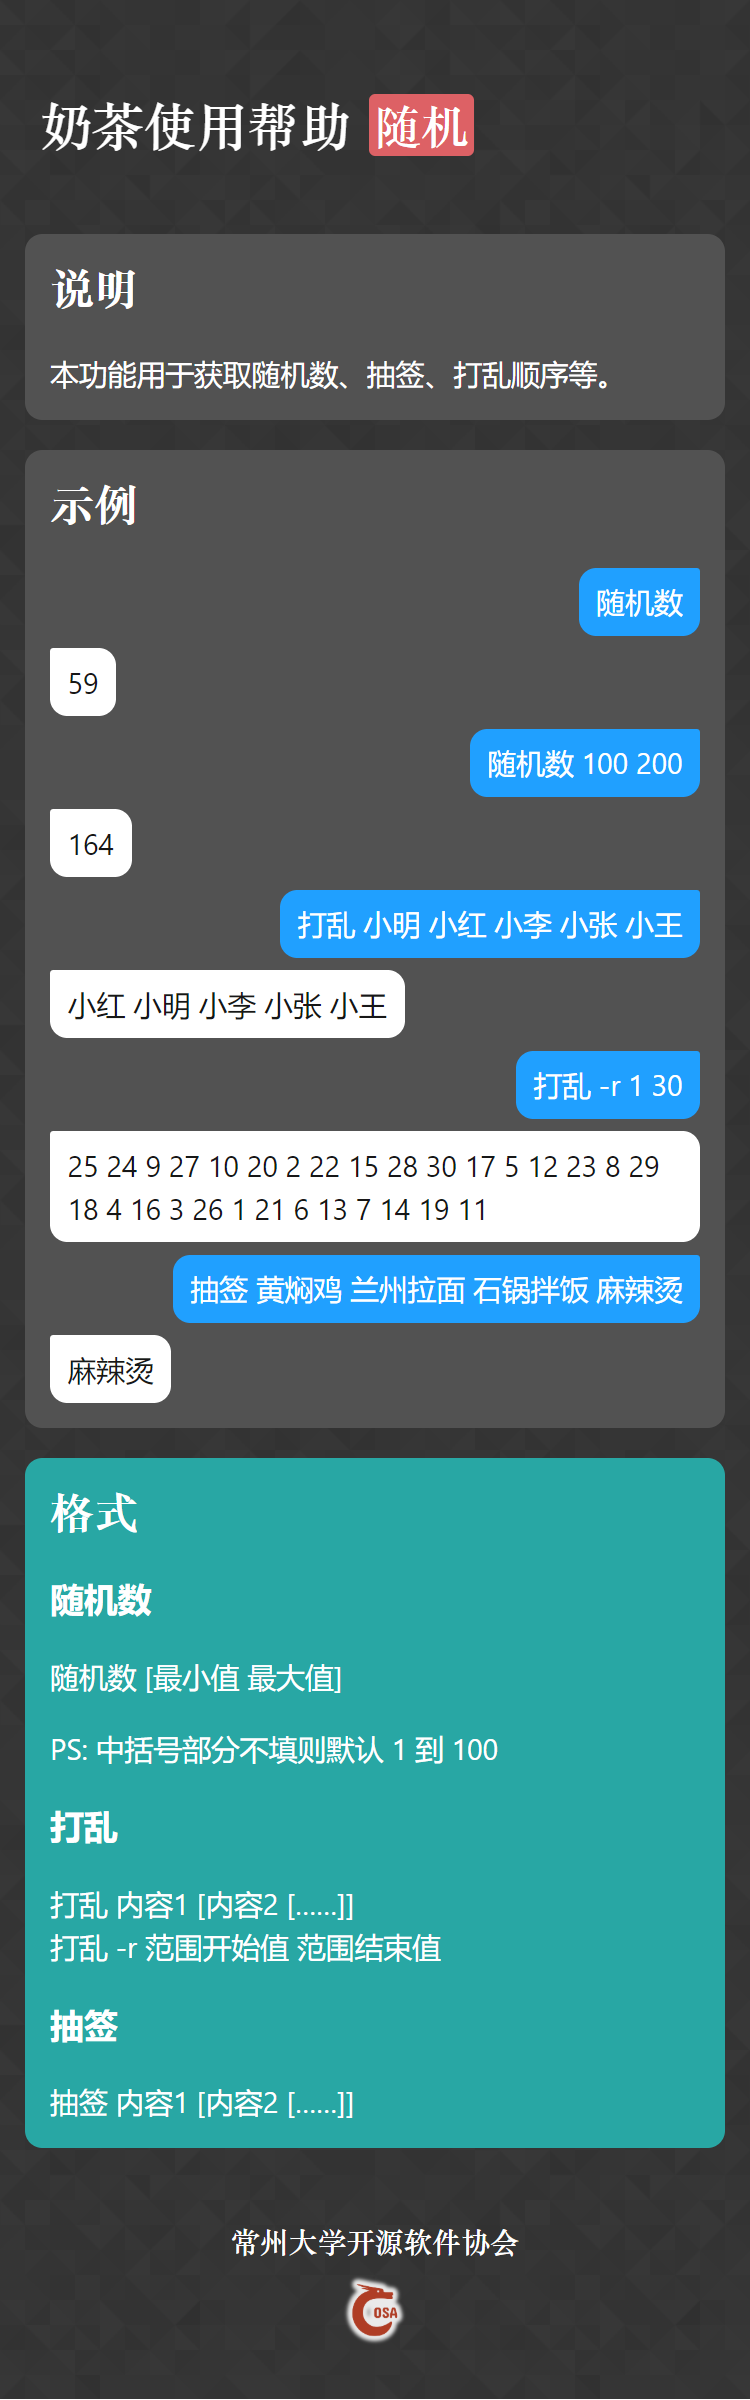 奶茶使用帮助 随机
说明
本功能用于获取随机数、抽签、打乱顺序等。
示例
随机数
59
随机数 100 200
164
打乱 小明 小红 小李 小张 小王
小红 小明 小李 小张 小王
打乱 -r 1 30
25 24 9 27 10 20 2 22 15 28 30 17 5 12 23 8 29
18 4 16 3 26 1 21 6 13 7 14 19 11
抽签 黄焖鸡 兰州拉面 石锅拌饭 麻辣烫
麻辣烫
格式
随机数
随机数 [最小值 最大值]
PS: 中括号部分不填则默认 1 到 100
打乱
打乱 内容1 [内容2 [......]]
打乱 -r 范围开始值 范围结束值
抽签
抽签 内容1 [内容2 [......]]
常州大学开源软件协会
OSA